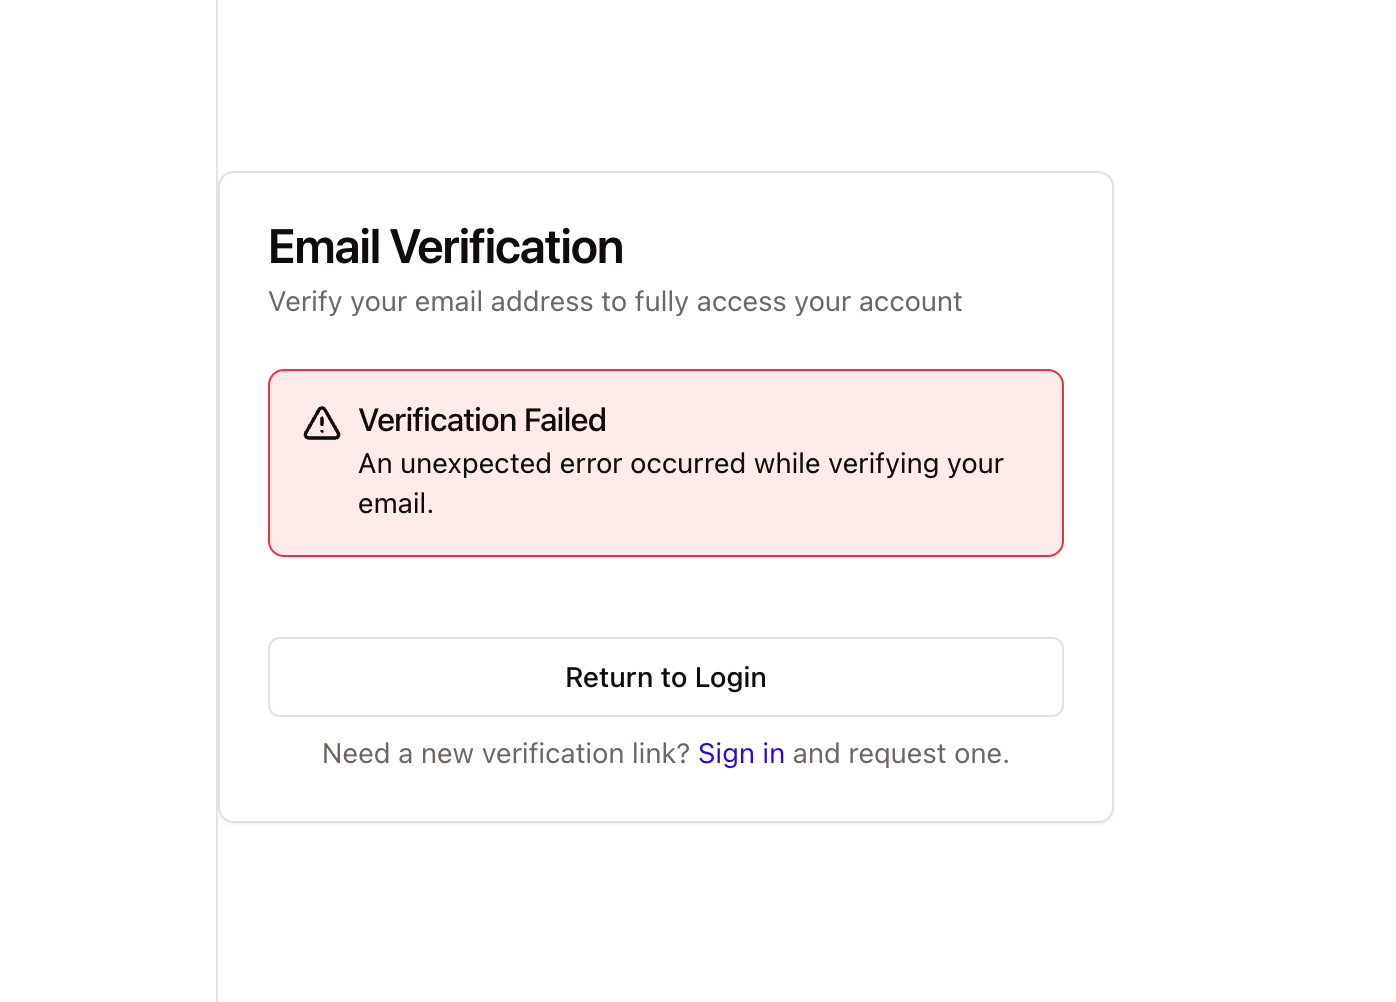 Email Verification
Verify your email address to fully access your account
Verification Failed
An unexpected error occurred while verifying your
email.
Return to Login
Need a new verification link? Sign in and request one.